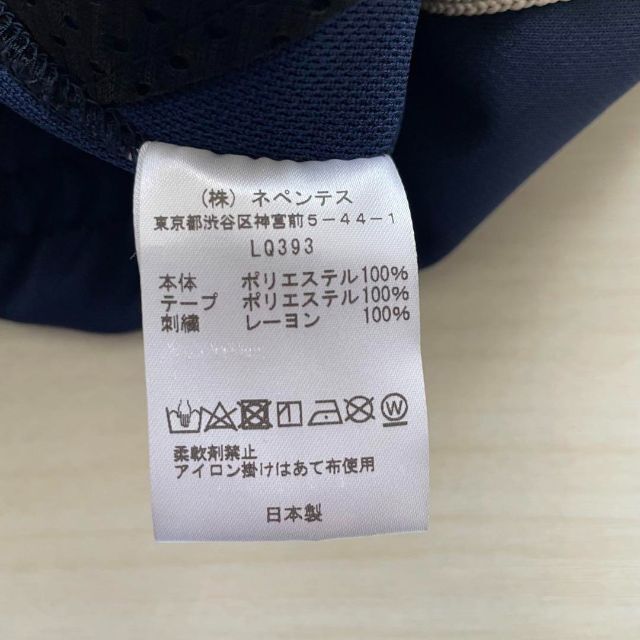 (株) ネペンテス
東京都渋谷区神宮前5-44-1
LQ393
本体 ポリエステル100%
テープ ポリエステル100%
刺繍 レーヨン 100%
W
柔軟剤禁止
アイロン掛けはあて布使用
日本製